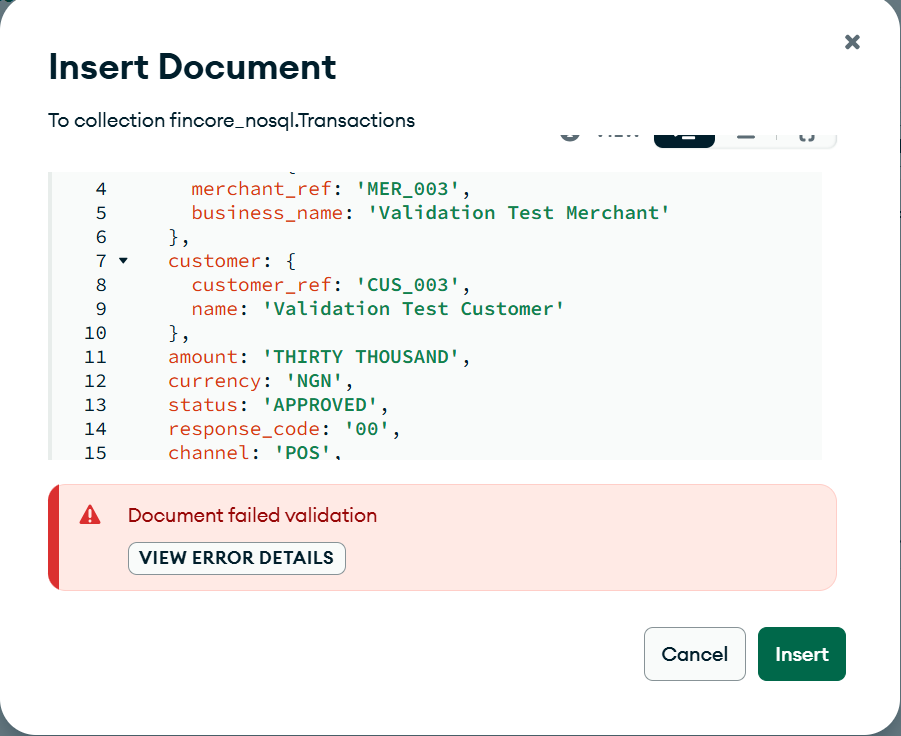 Insert Document
To collection fincore_nosql.Transactions
4 merchant_ref: 'MER_003',
5 business_name: 'Validation Test Merchant'
6 },
7 customer: {
8 customer_ref: 'CUS_003',
9 name: 'Validation Test Customer'
10 },
11 amount: 'THIRTY THOUSAND',
12 currency: 'NGN',
13 status: 'APPROVED',
14 response_code: '00',
15 channel: 'POS',
Document failed validation
VIEW ERROR DETAILS
Cancel
Insert